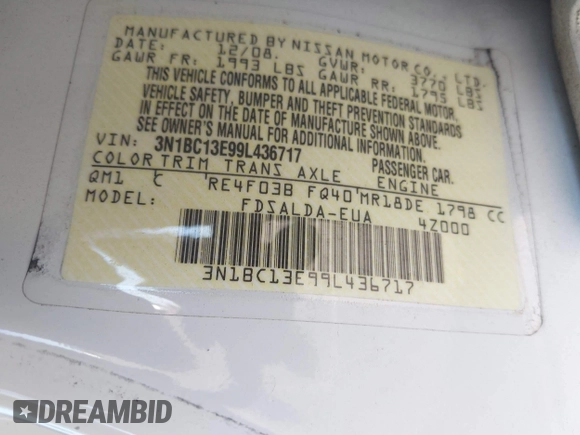 MANUFACTURED BY NISSAN MOTOR CO., LTD.
DATE: 12/08. GVWR: 3770 LBS
GAWR FR: 1993 LBS GAWR RR: 1795 LBS
THIS VEHICLE CONFORMS TO ALL APPLICABLE FEDERAL MOTOR
VEHICLE SAFETY, BUMPER AND THEFT PREVENTION STANDARDS
IN EFFECT ON THE DATE OF MANUFACTURE SHOWN ABOVE.
SEE OWNER'S MANUAL FOR ADDITIONAL INFORMATION.
VIN: 3N1BC13E99L436717 PASSENGER CAR.
COLOR TRIM TRANS AXLE ENGINE
QM1 C RE4F03B FQ40 MR18DE 1798 CC
MODEL: FDSALDA-EUA 4Z000
3N1BC13E99L436717
DREAMBID